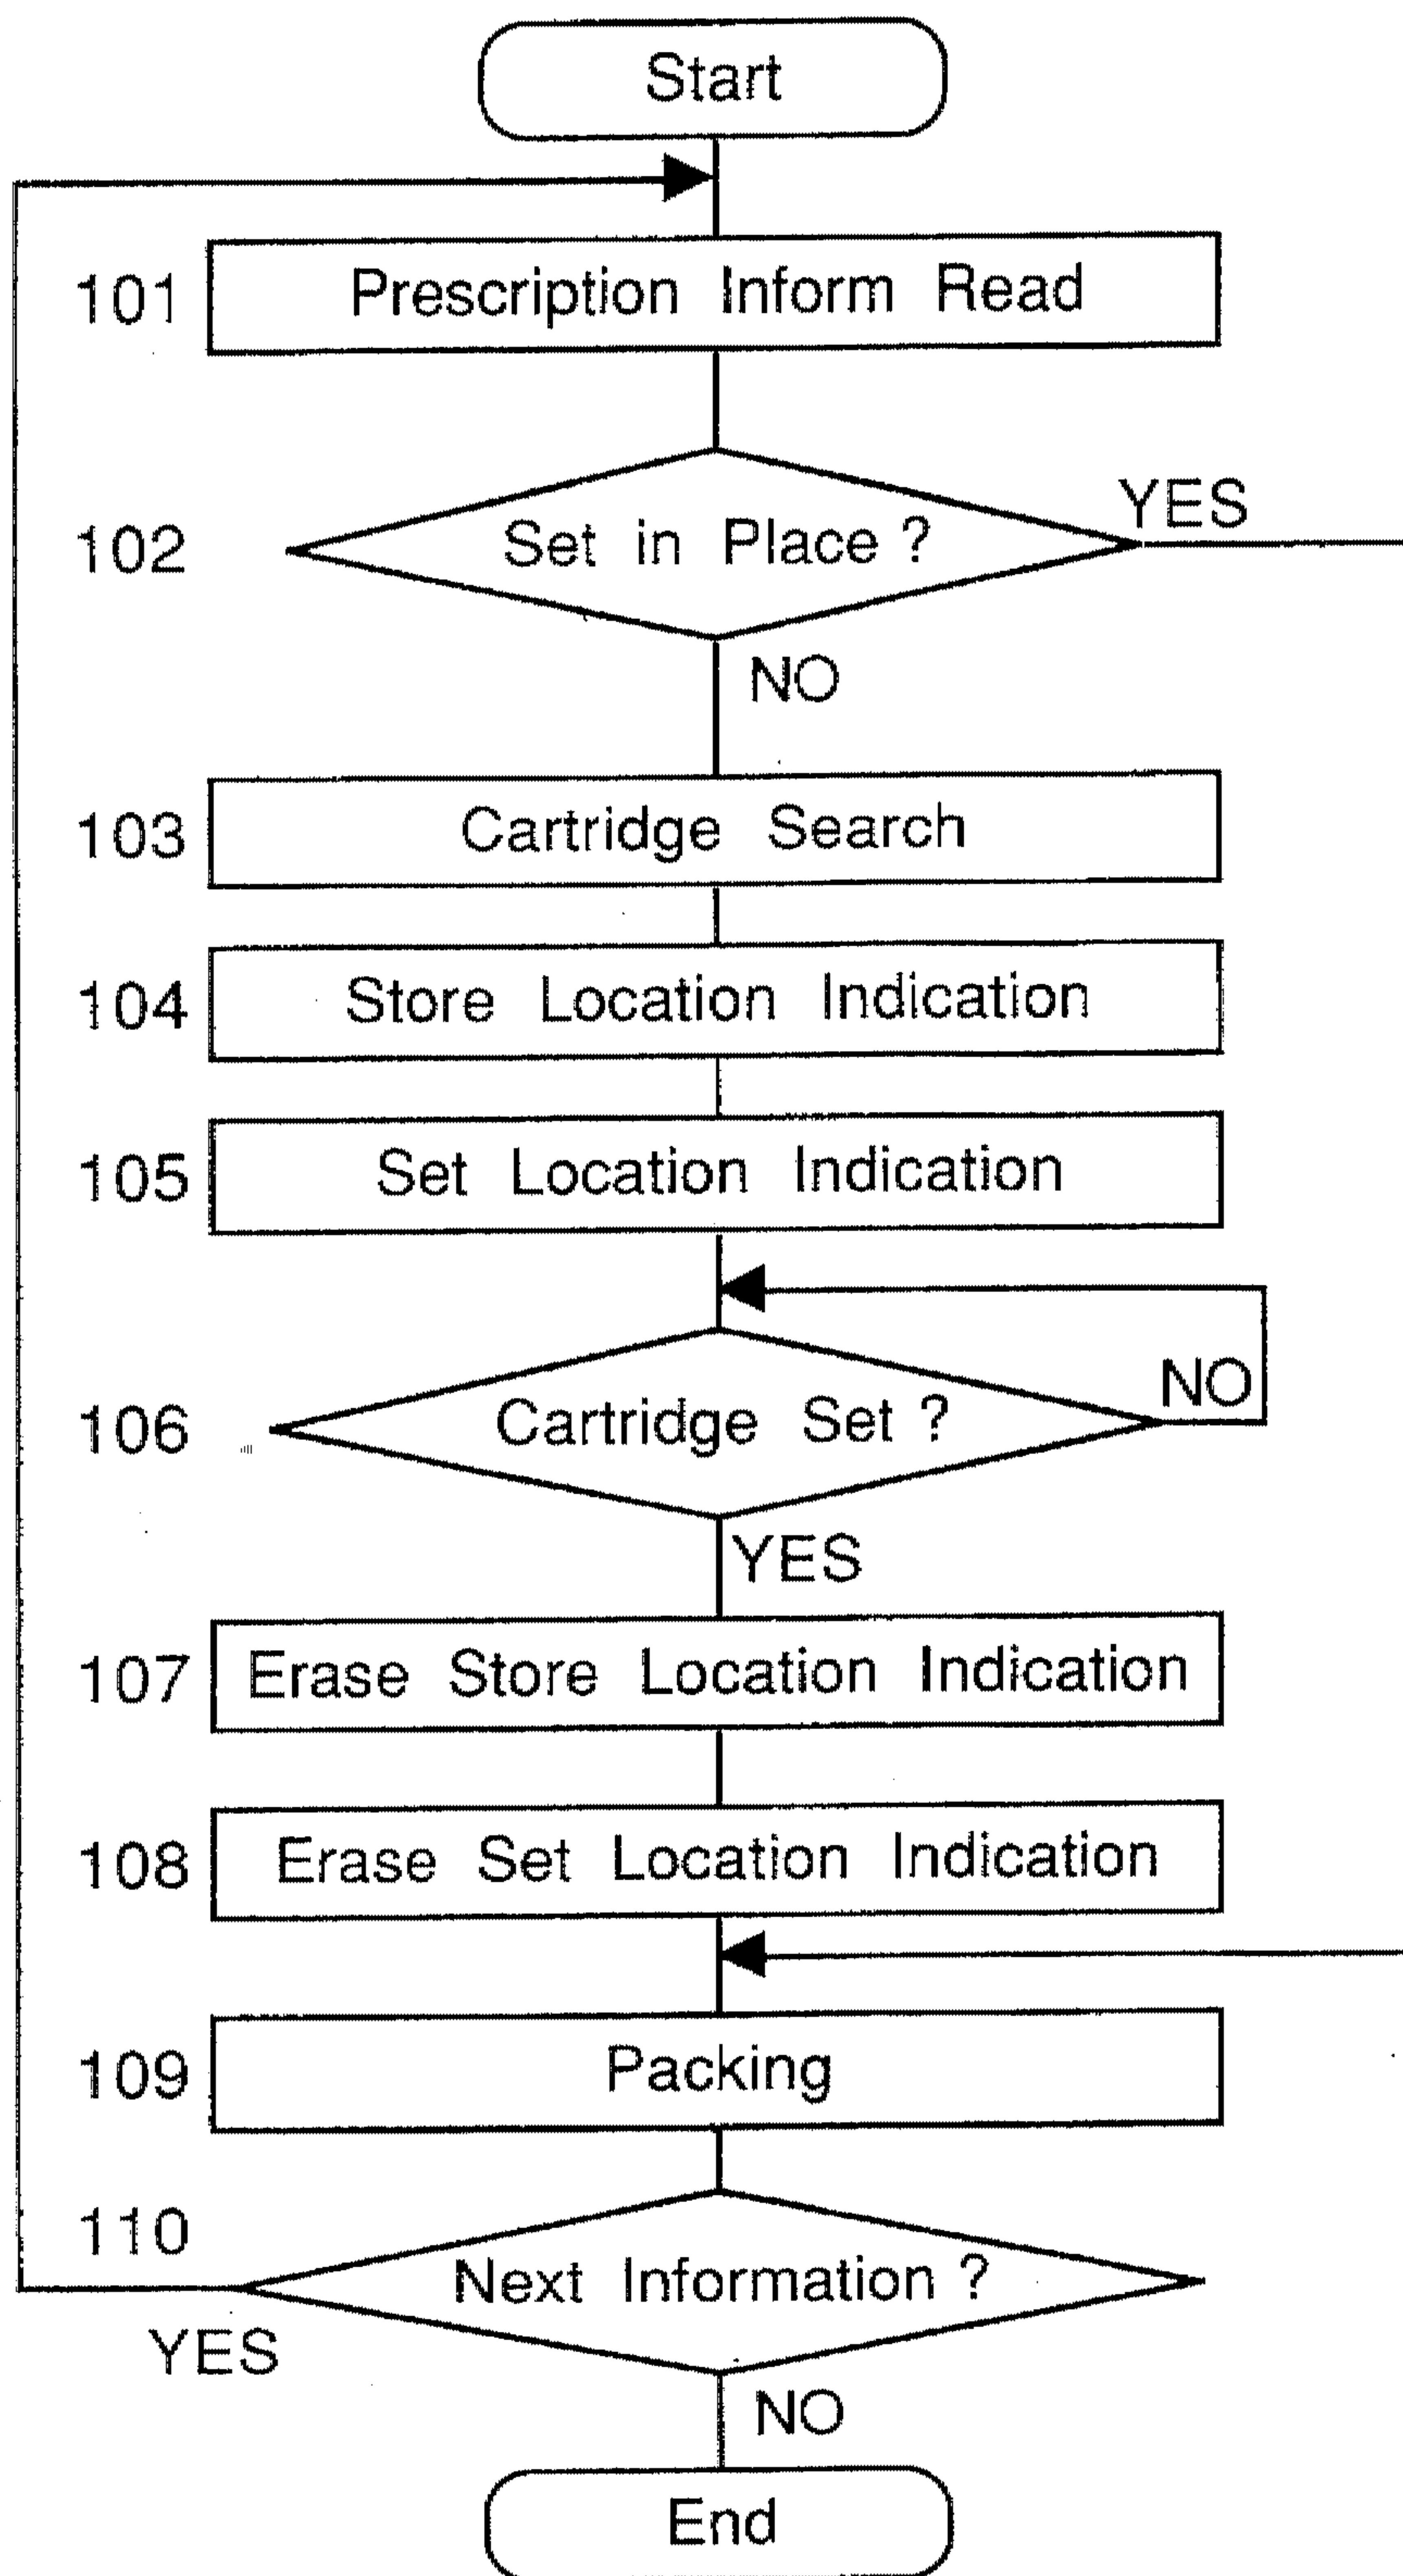 Start
101 Prescription Inform Read
102 Set in Place ?
YES
NO
103 Cartridge Search
104 Store Location Indication
105 Set Location Indication
106 Cartridge Set ?
NO
YES
107 Erase Store Location Indication
108 Erase Set Location Indication
109 Packing
110 Next Information ?
YES
NO
End